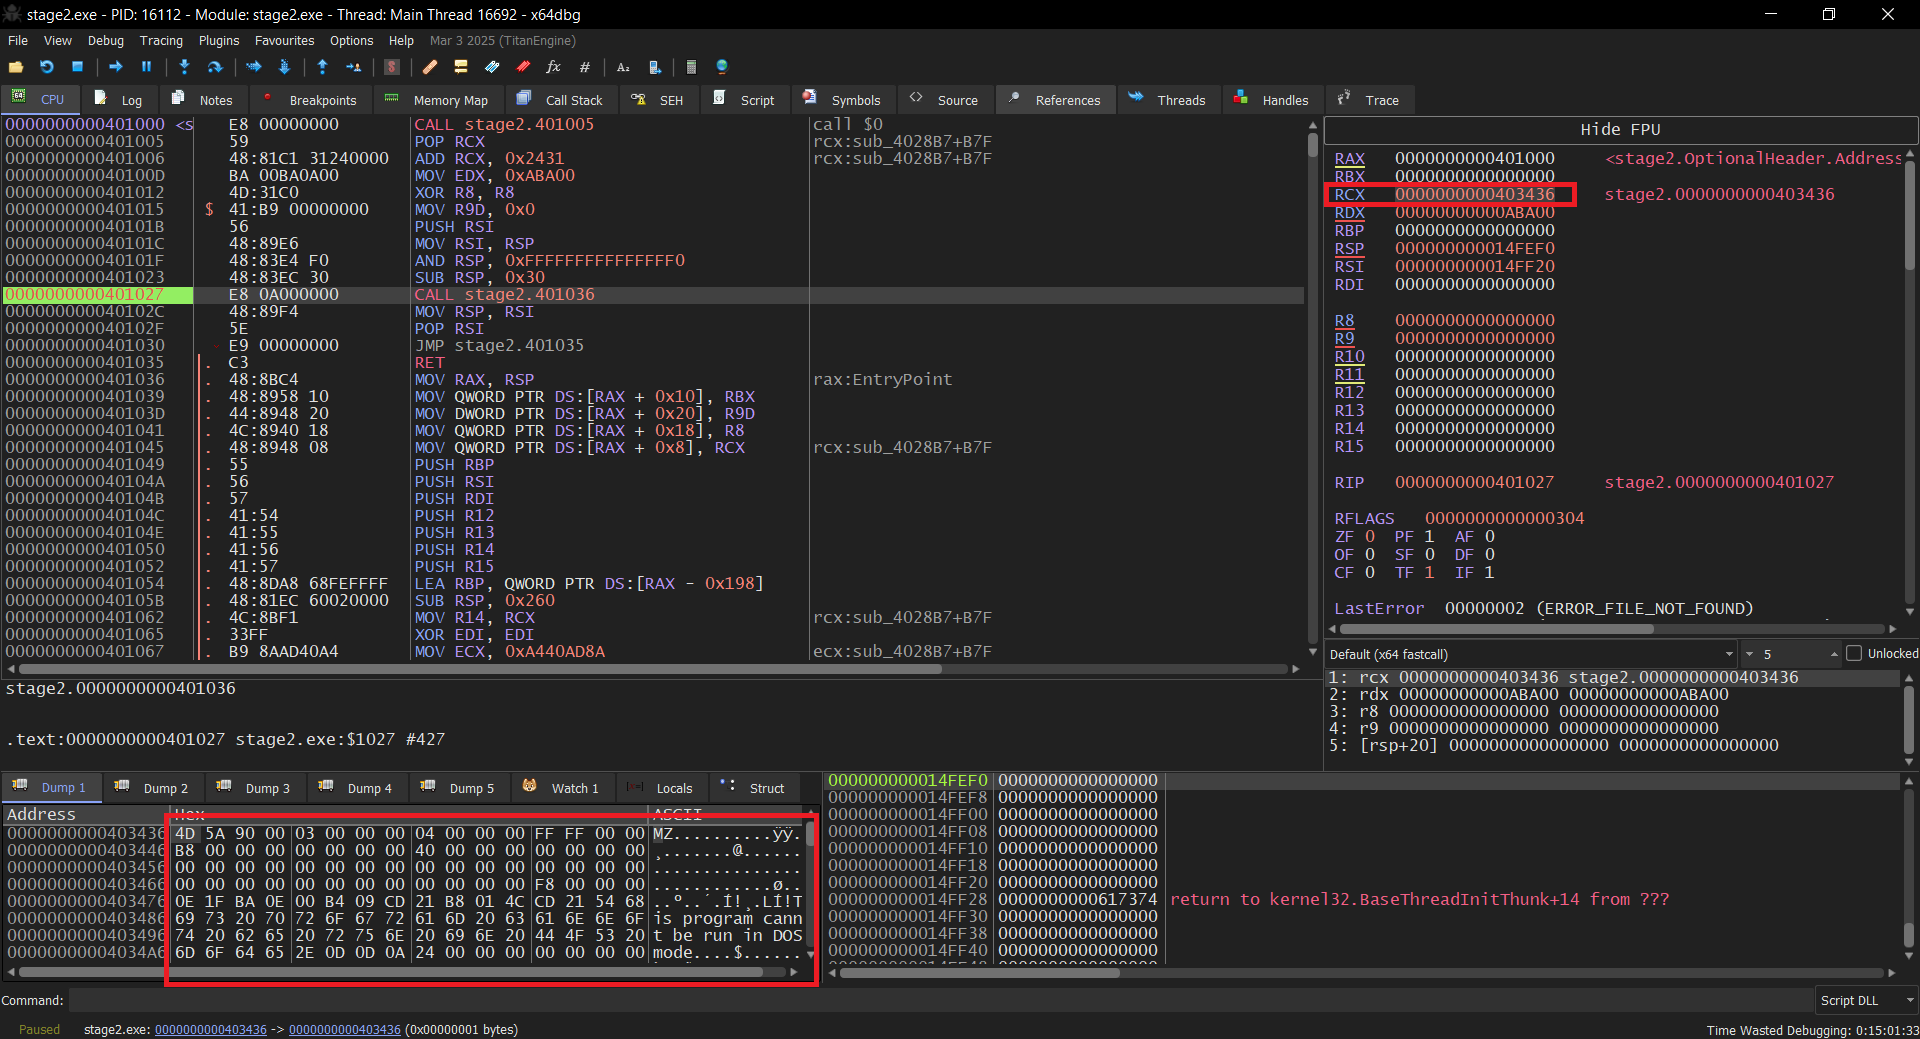 stage2.exe - PID: 16112 - Module: stage2.exe - Thread: Main Thread 16692 - x64dbg
File View Debug Tracing Plugins Favourites Options Help Mar 3 2025 (TitanEngine)
CPU Log Notes Breakpoints Memory Map Call Stack SEH Script Symbols Source References Threads Handles Trace
0000000000401000 <s E8 00000000 CALL stage2.401005 call $0
0000000000401005 59 POP RCX rcx:sub_4028B7+B7F
0000000000401006 48:81C1 31240000 ADD RCX, 0x2431 rcx:sub_4028B7+B7F
000000000040100D BA 00BA0A00 MOV EDX, 0xABA00
0000000000401012 4D:31C0 XOR R8, R8
0000000000401015 $ 41:B9 00000000 MOV R9D, 0x0
000000000040101B 56 PUSH RSI
000000000040101C 48:89E6 MOV RSI, RSP
000000000040101F 48:83E4 F0 AND RSP, 0xFFFFFFFFFFFFFFF0
0000000000401023 48:83EC 30 SUB RSP, 0x30
0000000000401027 E8 0A000000 CALL stage2.401036
000000000040102C 48:89F4 MOV RSP, RSI
000000000040102F 5E POP RSI
0000000000401030 E9 00000000 JMP stage2.401035
0000000000401035 . C3 RET
0000000000401036 . 48:8BC4 MOV RAX, RSP rax:EntryPoint
0000000000401039 . 48:8958 10 MOV QWORD PTR DS:[RAX + 0x10], RBX
000000000040103D . 44:8948 20 MOV DWORD PTR DS:[RAX + 0x20], R9D
0000000000401041 . 4C:8940 18 MOV QWORD PTR DS:[RAX + 0x18], R8
0000000000401045 . 48:8948 08 MOV QWORD PTR DS:[RAX + 0x8], RCX rcx:sub_4028B7+B7F
0000000000401049 . 55 PUSH RBP
000000000040104A . 56 PUSH RSI
000000000040104B . 57 PUSH RDI
000000000040104C . 41:54 PUSH R12
000000000040104E . 41:55 PUSH R13
0000000000401050 . 41:56 PUSH R14
0000000000401052 . 41:57 PUSH R15
0000000000401054 . 48:8DA8 68FEFFFF LEA RBP, QWORD PTR DS:[RAX - 0x198]
000000000040105B . 48:81EC 60020000 SUB RSP, 0x260
0000000000401062 . 4C:8BF1 MOV R14, RCX rcx:sub_4028B7+B7F
0000000000401065 . 33FF XOR EDI, EDI
0000000000401067 . B9 8AAD40A4 MOV ECX, 0xA440AD8A ecx:sub_4028B7+B7F
Hide FPU
RAX 0000000000401000 <stage2.OptionalHeader.Address
RBX 0000000000000000
RCX 0000000000403436 stage2.0000000000403436
RDX 00000000000ABA00
RBP 0000000000000000
RSP 000000000014FEF0
RSI 000000000014FF20
RDI 0000000000000000
R8 0000000000000000
R9 0000000000000000
R10 0000000000000000
R11 0000000000000000
R12 0000000000000000
R13 0000000000000000
R14 0000000000000000
R15 0000000000000000
RIP 0000000000401027 stage2.0000000000401027
RFLAGS 0000000000000304
ZF 0 PF 1 AF 0
OF 0 SF 0 DF 0
CF 0 TF 1 IF 1
LastError 00000002 (ERROR_FILE_NOT_FOUND)
Default (x64 fastcall) 5 Unlocked
1: rcx 0000000000403436 stage2.0000000000403436
2: rdx 00000000000ABA00 00000000000ABA00
3: r8 0000000000000000 0000000000000000
4: r9 0000000000000000 0000000000000000
5: [rsp+20] 0000000000000000 0000000000000000
stage2.0000000000401036
.text:0000000000401027 stage2.exe:$1027 #427
Dump 1 Dump 2 Dump 3 Dump 4 Dump 5 Watch 1 Locals Struct
Address Hex ASCII
0000000000403436 4D 5A 90 00 03 00 00 00 04 00 00 00 FF FF 00 00 MZ..........ÿÿ..
0000000000403446 B8 00 00 00 00 00 00 00 40 00 00 00 00 00 00 00 ¸.......@.......
0000000000403456 00 00 00 00 00 00 00 00 00 00 00 00 00 00 00 00 ................
0000000000403466 00 00 00 00 00 00 00 00 00 00 00 00 F8 00 00 00 ............ø...
0000000000403476 0E 1F BA 0E 00 B4 09 CD 21 B8 01 4C CD 21 54 68 ..º..´.Í!¸.LÍ!T
0000000000403486 69 73 20 70 72 6F 67 72 61 6D 20 63 61 6E 6E 6F is program cann
0000000000403496 74 20 62 65 20 72 75 6E 20 69 6E 20 44 4F 53 20 t be run in DOS
00000000004034A6 6D 6F 64 65 2E 0D 0D 0A 24 00 00 00 00 00 00 00 mode....$.......
000000000014FEF0 0000000000000000
000000000014FEF8 0000000000000000
000000000014FF00 0000000000000000
000000000014FF08 0000000000000000
000000000014FF10 0000000000000000
000000000014FF18 0000000000000000
000000000014FF20 0000000000000000
000000000014FF28 0000000000617374 return to kernel32.BaseThreadInitThunk+14 from ???
000000000014FF30 0000000000000000
000000000014FF38 0000000000000000
000000000014FF40 0000000000000000
Command: Script DLL
Paused stage2.exe: 0000000000403436 -> 0000000000403436 (0x00000001 bytes) Time Wasted Debugging: 0:15:01:33